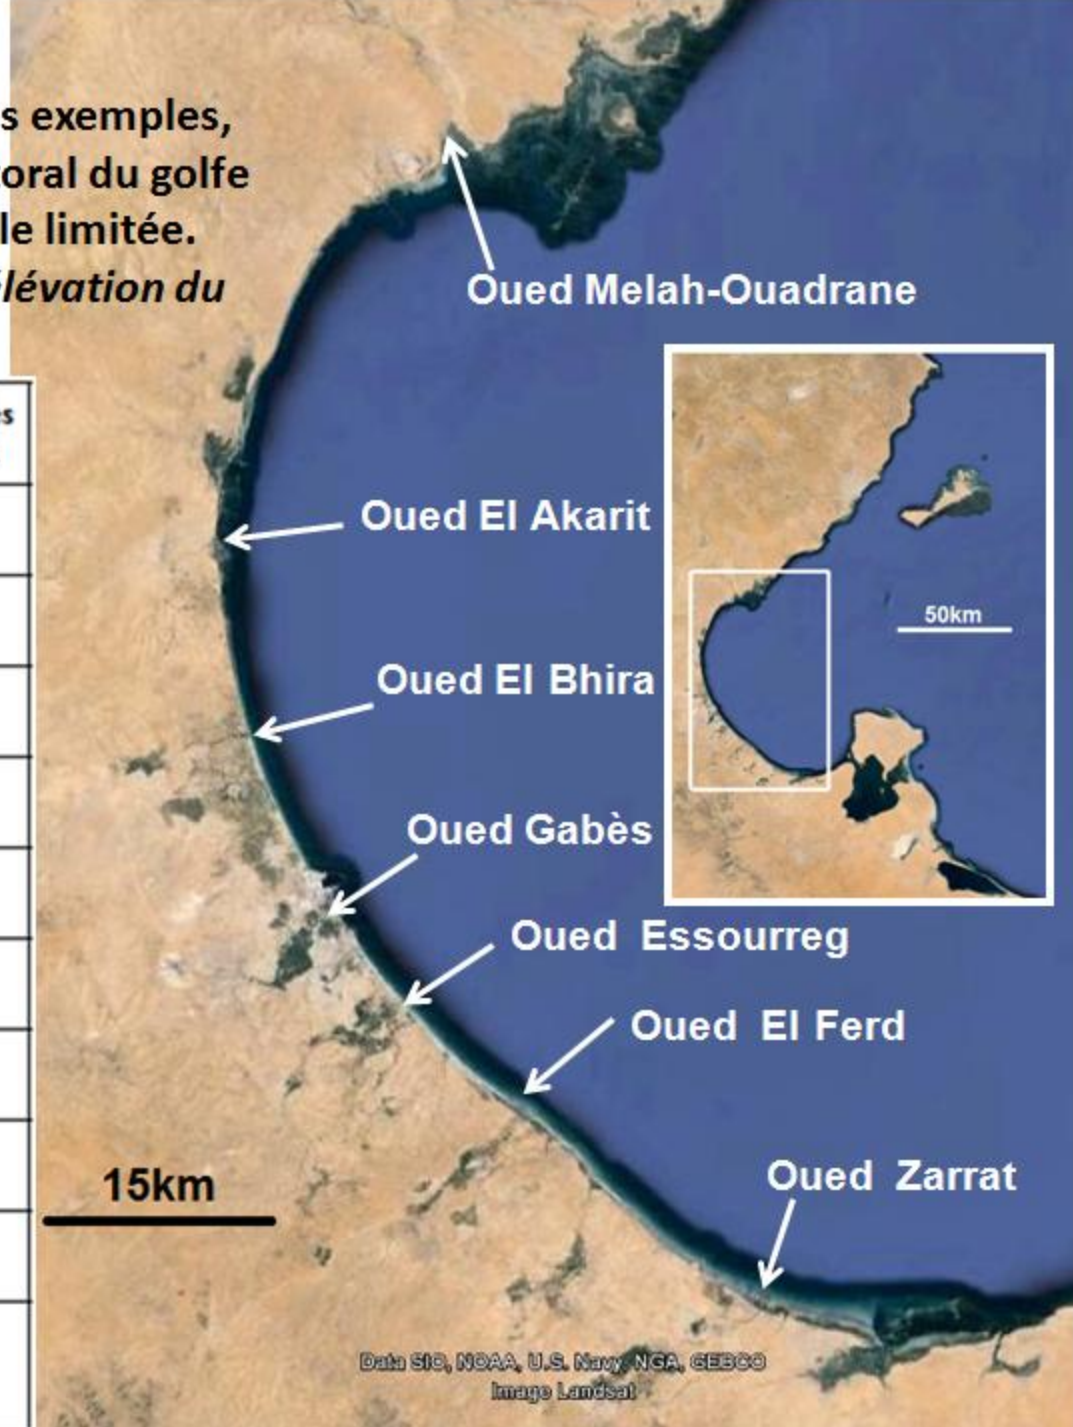 s exemples,
oral du golfe
le limitée.
lévation du
s
Oued Melah-Ouadrane
Oued El Akarit
50km
Oued El Bhira
Oued Gabès
Oued Essourreg
Oued El Ferd
Oued Zarrat
15km
Data SIO, NOAA, U.S. Navy, NGA, GEBCO
Image Landsat